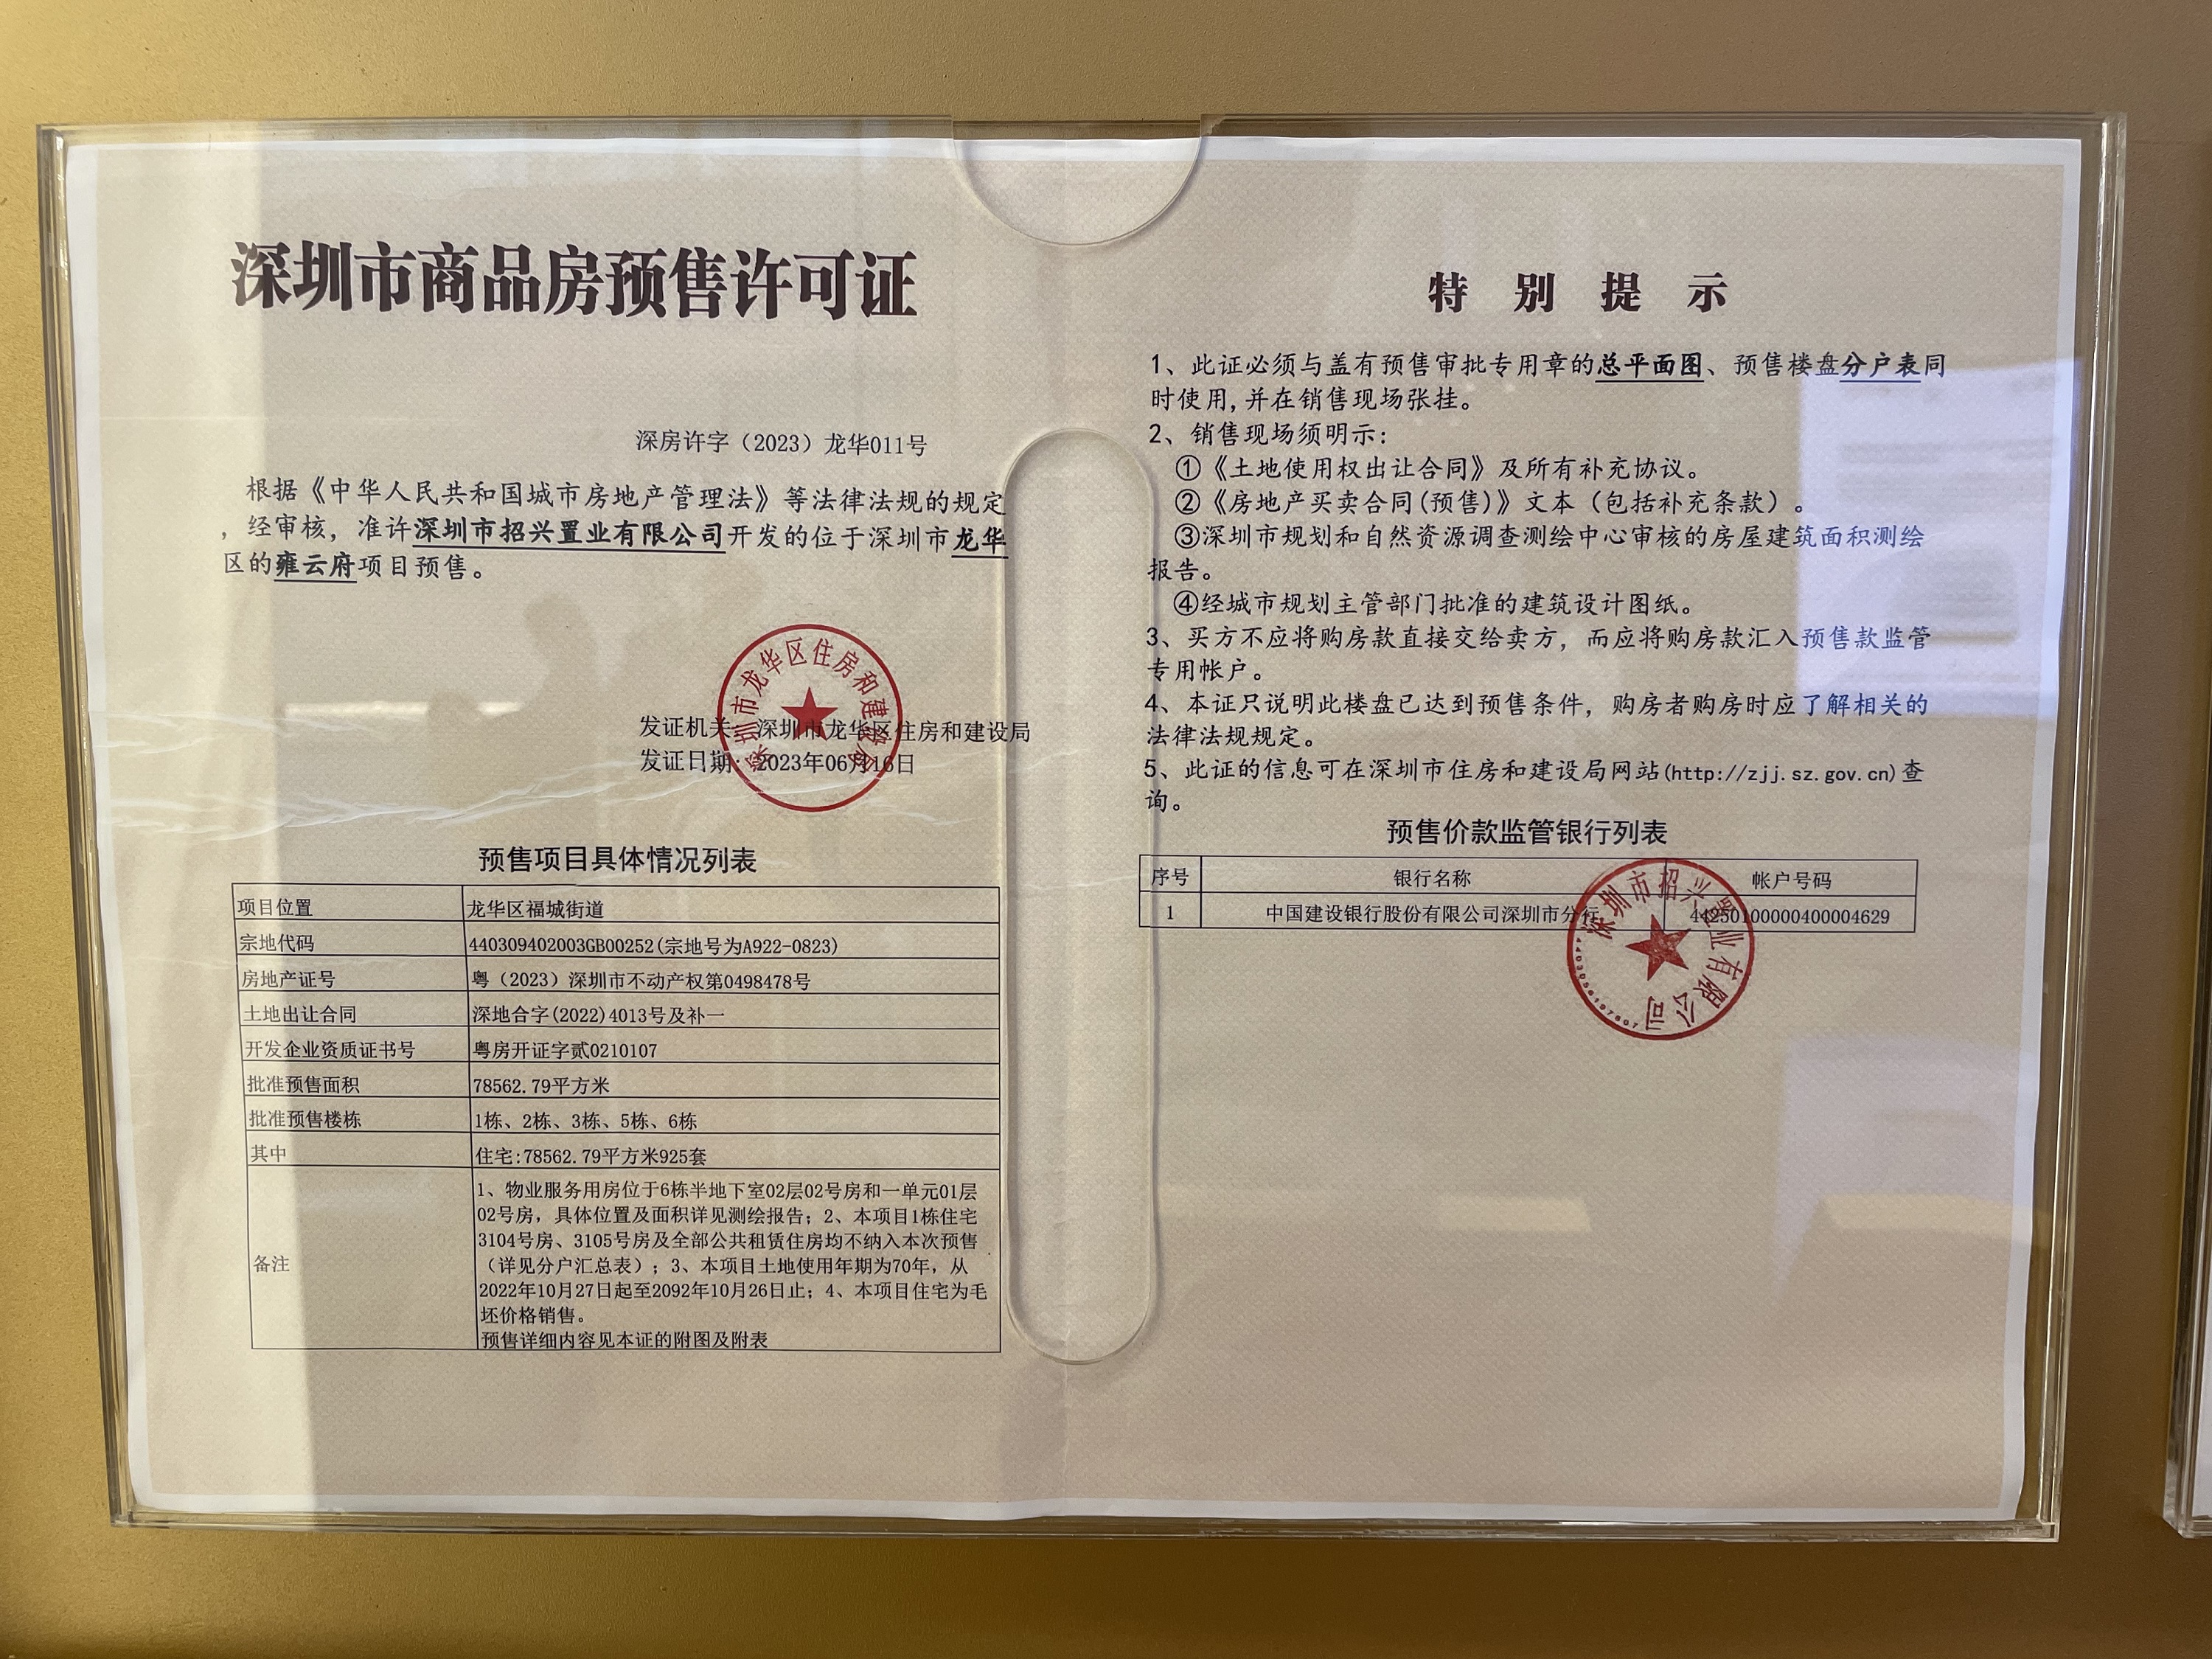 深圳市商品房预售许可证
深房许字（2023）龙华011号
根据《中华人民共和国城市房地产管理法》等法律法规的规定
，经审核，准许深圳市招兴置业有限公司开发的位于深圳市龙华
区的雍云府项目预售。
发证机关：深圳市龙华区住房和建设局
发证日期：2023年06月16日
深圳市龙华区住房和建设局
预售项目具体情况列表
项目位置 龙华区福城街道
宗地代码 440309402003GB00252(宗地号为A922-0823)
房地产证号 粤（2023）深圳市不动产权第0498478号
土地出让合同 深地合字(2022)4013号及补一
开发企业资质证书号 粤房开证字贰0210107
批准预售面积 78562.79平方米
批准预售楼栋 1栋、2栋、3栋、5栋、6栋
其中 住宅:78562.79平方米925套
备注
1、物业服务用房位于6栋半地下室02层02号房和一单元01层
02号房，具体位置及面积详见测绘报告；2、本项目1栋住宅
3104号房、3105号房及全部公共租赁住房均不纳入本次预售
（详见分户汇总表）；3、本项目土地使用年期为70年，从
2022年10月27日起至2092年10月26日止；4、本项目住宅为毛
坯价格销售。
预售详细内容见本证的附图及附表
特别提示
1、此证必须与盖有预售审批专用章的总平面图、预售楼盘分户表同
时使用,并在销售现场张挂。
2、销售现场须明示:
①《土地使用权出让合同》及所有补充协议。
②《房地产买卖合同(预售)》文本（包括补充条款）。
③深圳市规划和自然资源调查测绘中心审核的房屋建筑面积测绘
报告。
④经城市规划主管部门批准的建筑设计图纸。
3、买方不应将购房款直接交给卖方，而应将购房款汇入预售款监管
专用帐户。
4、本证只说明此楼盘已达到预售条件，购房者购房时应了解相关的
法律法规规定。
5、此证的信息可在深圳市住房和建设局网站(http://zjj.sz.gov.cn)查
询。
预售价款监管银行列表
序号 银行名称 帐户号码
1 中国建设银行股份有限公司深圳市分行 44250100000400004629
深圳市招兴置业有限公司